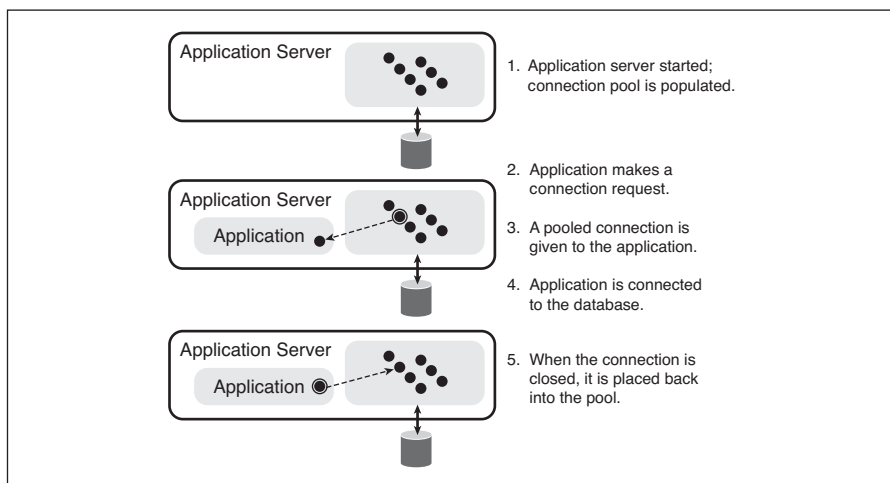 Application Server
1. Application server started;
connection pool is populated.
2. Application makes a
connection request.
Application Server
Application
3. A pooled connection is
given to the application.
4. Application is connected
to the database.
Application Server
Application
5. When the connection is
closed, it is placed back
into the pool.